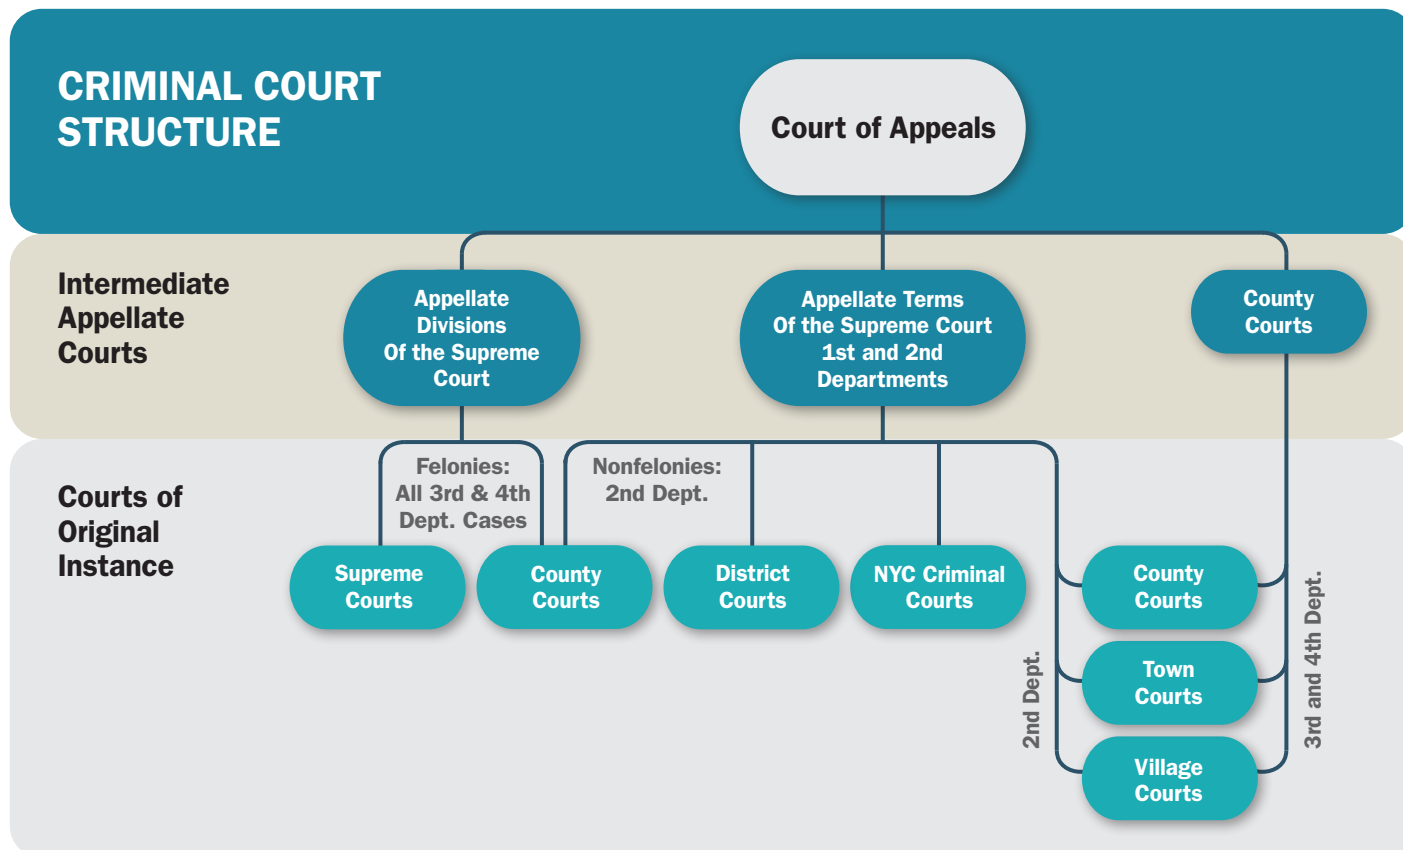 CRIMINAL COURT
STRUCTURE
Court of Appeals
Intermediate
Appellate
Courts
Appellate
Divisions
Of the Supreme
Court
Appellate Terms
Of the Supreme Court
1st and 2nd
Departments
County
Courts
Courts of
Original
Instance
Felonies:
All 3rd & 4th
Dept. Cases
Nonfelonies:
2nd Dept.
Supreme
Courts
County
Courts
District
Courts
NYC Criminal
Courts
2nd Dept.
County
Courts
Town
Courts
Village
Courts
3rd and 4th Dept.